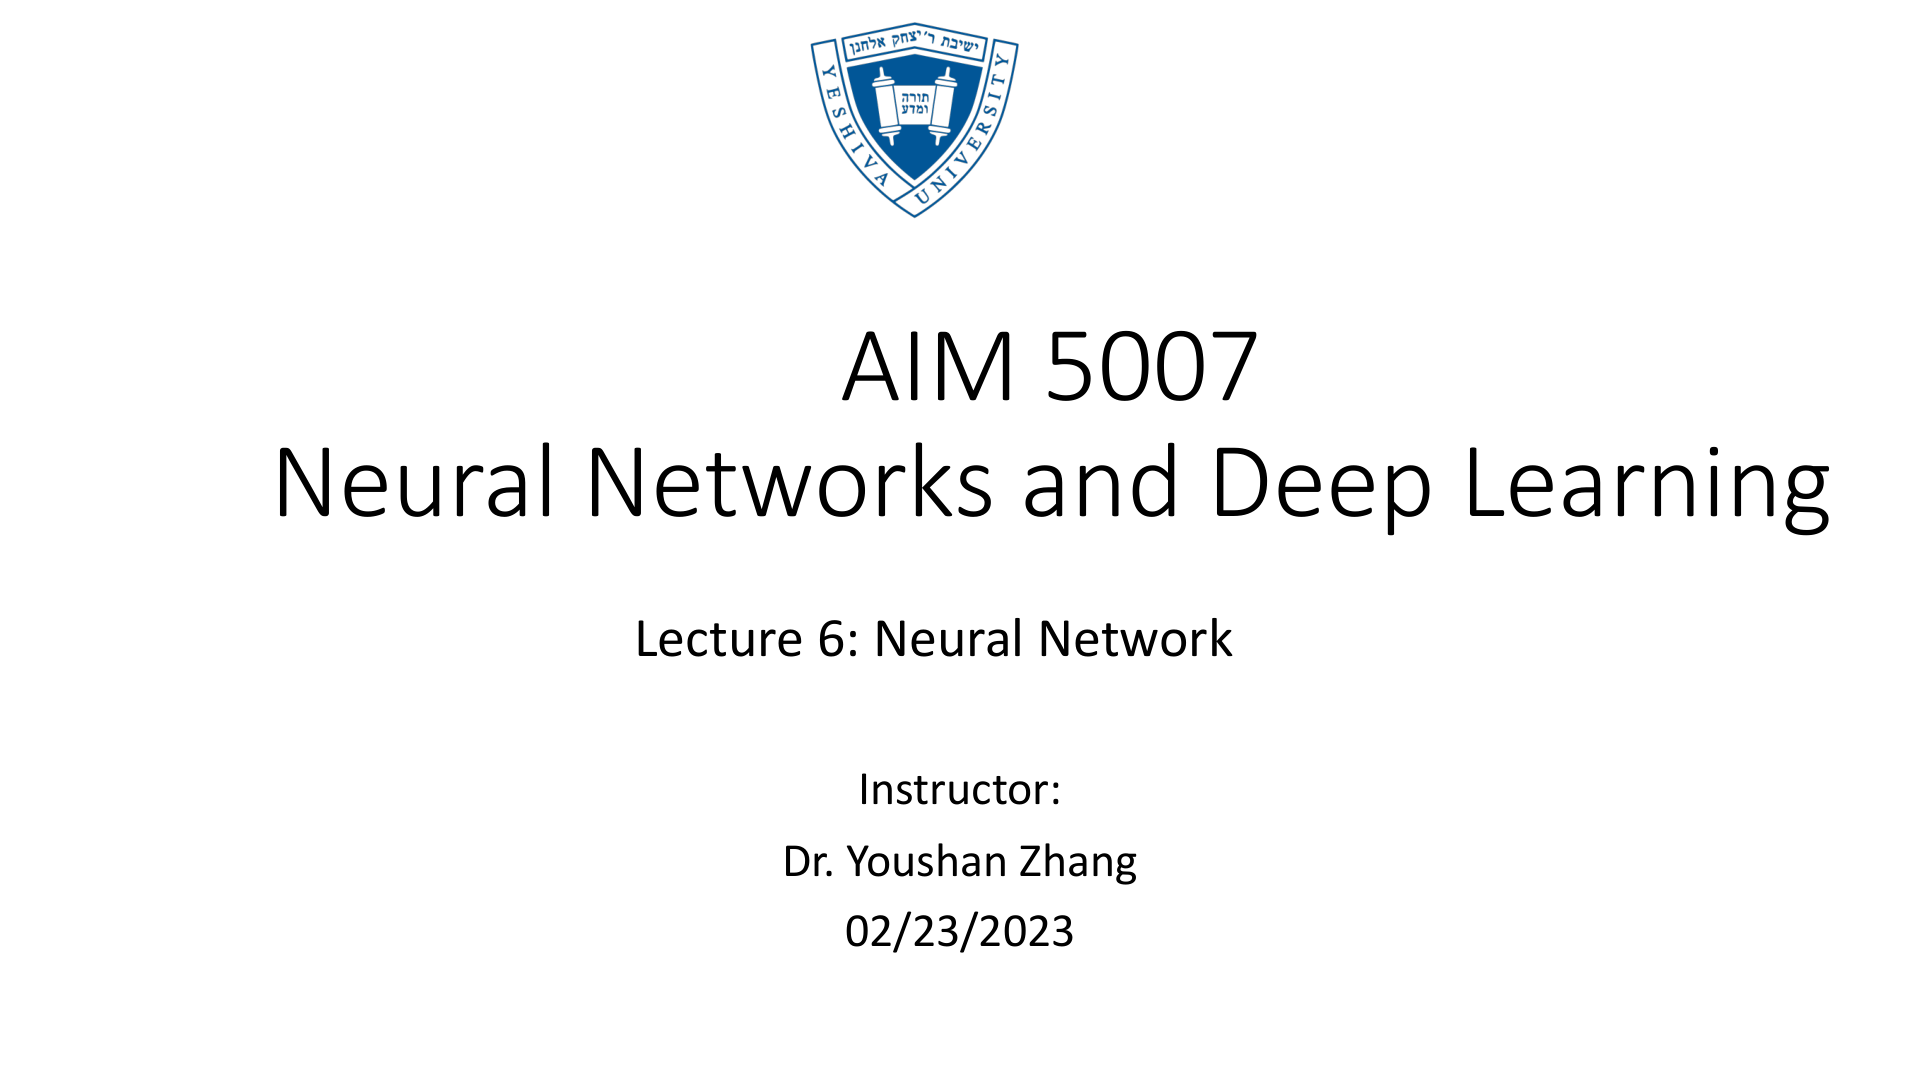 ישיבת ר' יצחק אלחנן
תורה
ומדע
YESHIVA UNIVERSITY
AIM 5007
Neural Networks and Deep Learning
Lecture 6: Neural Network
Instructor:
Dr. Youshan Zhang
02/23/2023